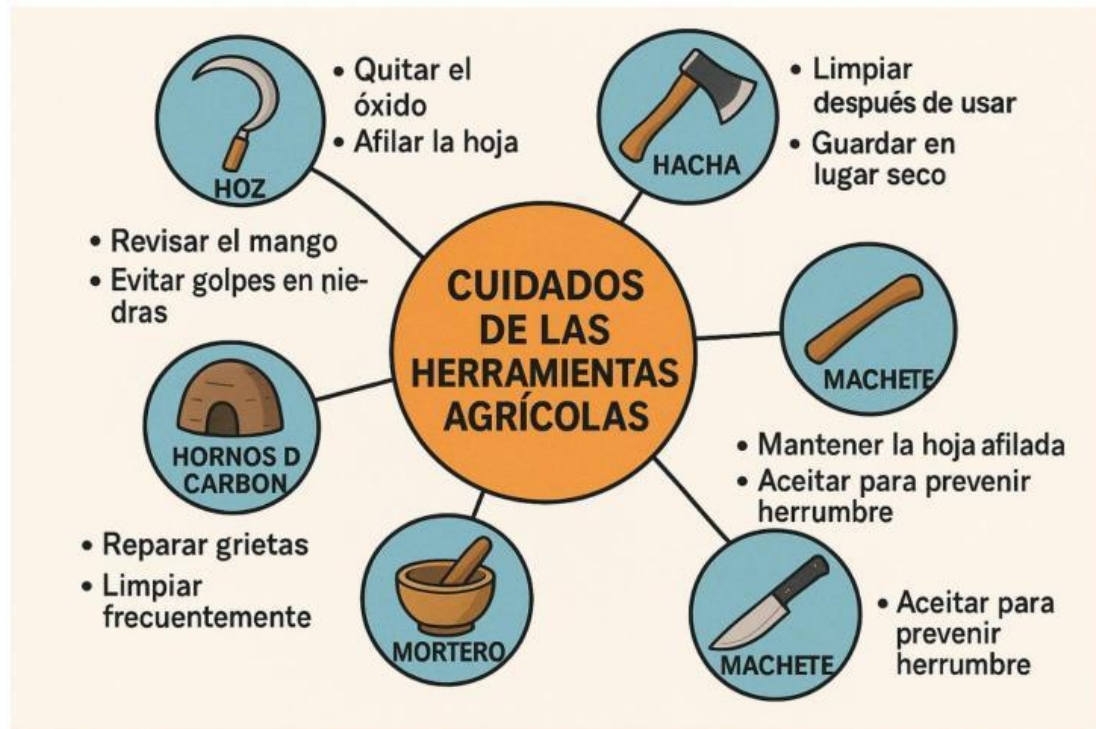 • Quitar el
óxido
• Afilar la hoja
HOZ
• Limpiar
después de usar
• Guardar en
lugar seco
HACHA
• Revisar el mango
• Evitar golpes en nie-
dras
CUIDADOS
DE LAS
HERRAMIENTAS
AGRÍCOLAS
MACHETE
• Mantener la hoja afilada
• Aceitar para prevenir
herrumbre
HORNOS D
CARBON
• Reparar grietas
• Limpiar
frecuentemente
MORTERO
MACHETE
• Aceitar para
prevenir
herrumbre